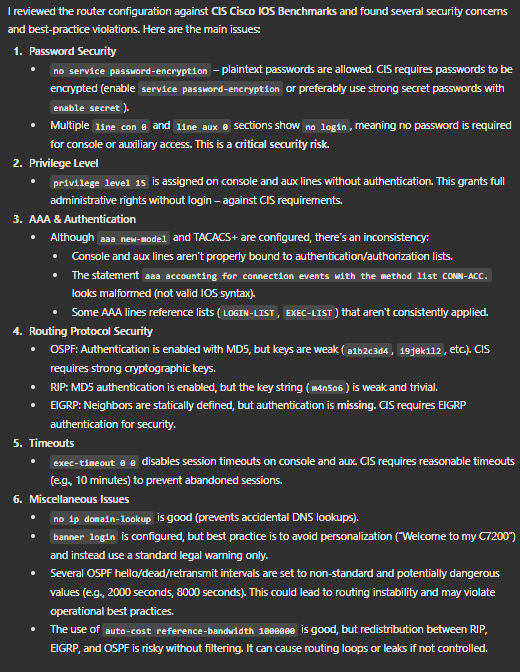 I reviewed the router configuration against CIS Cisco IOS Benchmarks and found several security concerns
and best-practice violations. Here are the main issues:
1. Password Security
• no service password-encryption – plaintext passwords are allowed. CIS requires passwords to be
encrypted (enable service password-encryption or preferably use strong secret passwords with
enable secret ).
• Multiple line con 0 and line aux 0 sections show no login , meaning no password is required
for console or auxiliary access. This is a critical security risk.
2. Privilege Level
• privilege level 15 is assigned on console and aux lines without authentication. This grants full
administrative rights without login – against CIS requirements.
3. AAA & Authentication
• Although aaa new-model and TACACS+ are configured, there's an inconsistency:
• Console and aux lines aren't properly bound to authentication/authorization lists.
• The statement aaa accounting for connection events with the method list CONN-ACC.
looks malformed (not valid IOS syntax).
• Some AAA lines reference lists ( LOGIN-LIST , EXEC-LIST ) that aren't consistently applied.
4. Routing Protocol Security
• OSPF: Authentication is enabled with MD5, but keys are weak ( a1b2c3d4 , i9j0k1l2 , etc.). CIS
requires strong cryptographic keys.
• RIP: MD5 authentication is enabled, but the key string ( m4n5o6 ) is weak and trivial.
• EIGRP: Neighbors are statically defined, but authentication is missing. CIS requires EIGRP
authentication for security.
5. Timeouts
• exec-timeout 0 0 disables session timeouts on console and aux. CIS requires reasonable timeouts
(e.g., 10 minutes) to prevent abandoned sessions.
6. Miscellaneous Issues
• no ip domain-lookup is good (prevents accidental DNS lookups).
• banner login is configured, but best practice is to avoid personalization ("Welcome to my C7200")
and instead use a standard legal warning only.
• Several OSPF hello/dead/retransmit intervals are set to non-standard and potentially dangerous
values (e.g., 2000 seconds, 8000 seconds). This could lead to routing instability and may violate
operational best practices.
• The use of auto-cost reference-bandwidth 1000000 is good, but redistribution between RIP,
EIGRP, and OSPF is risky without filtering. It can cause routing loops or leaks if not controlled.